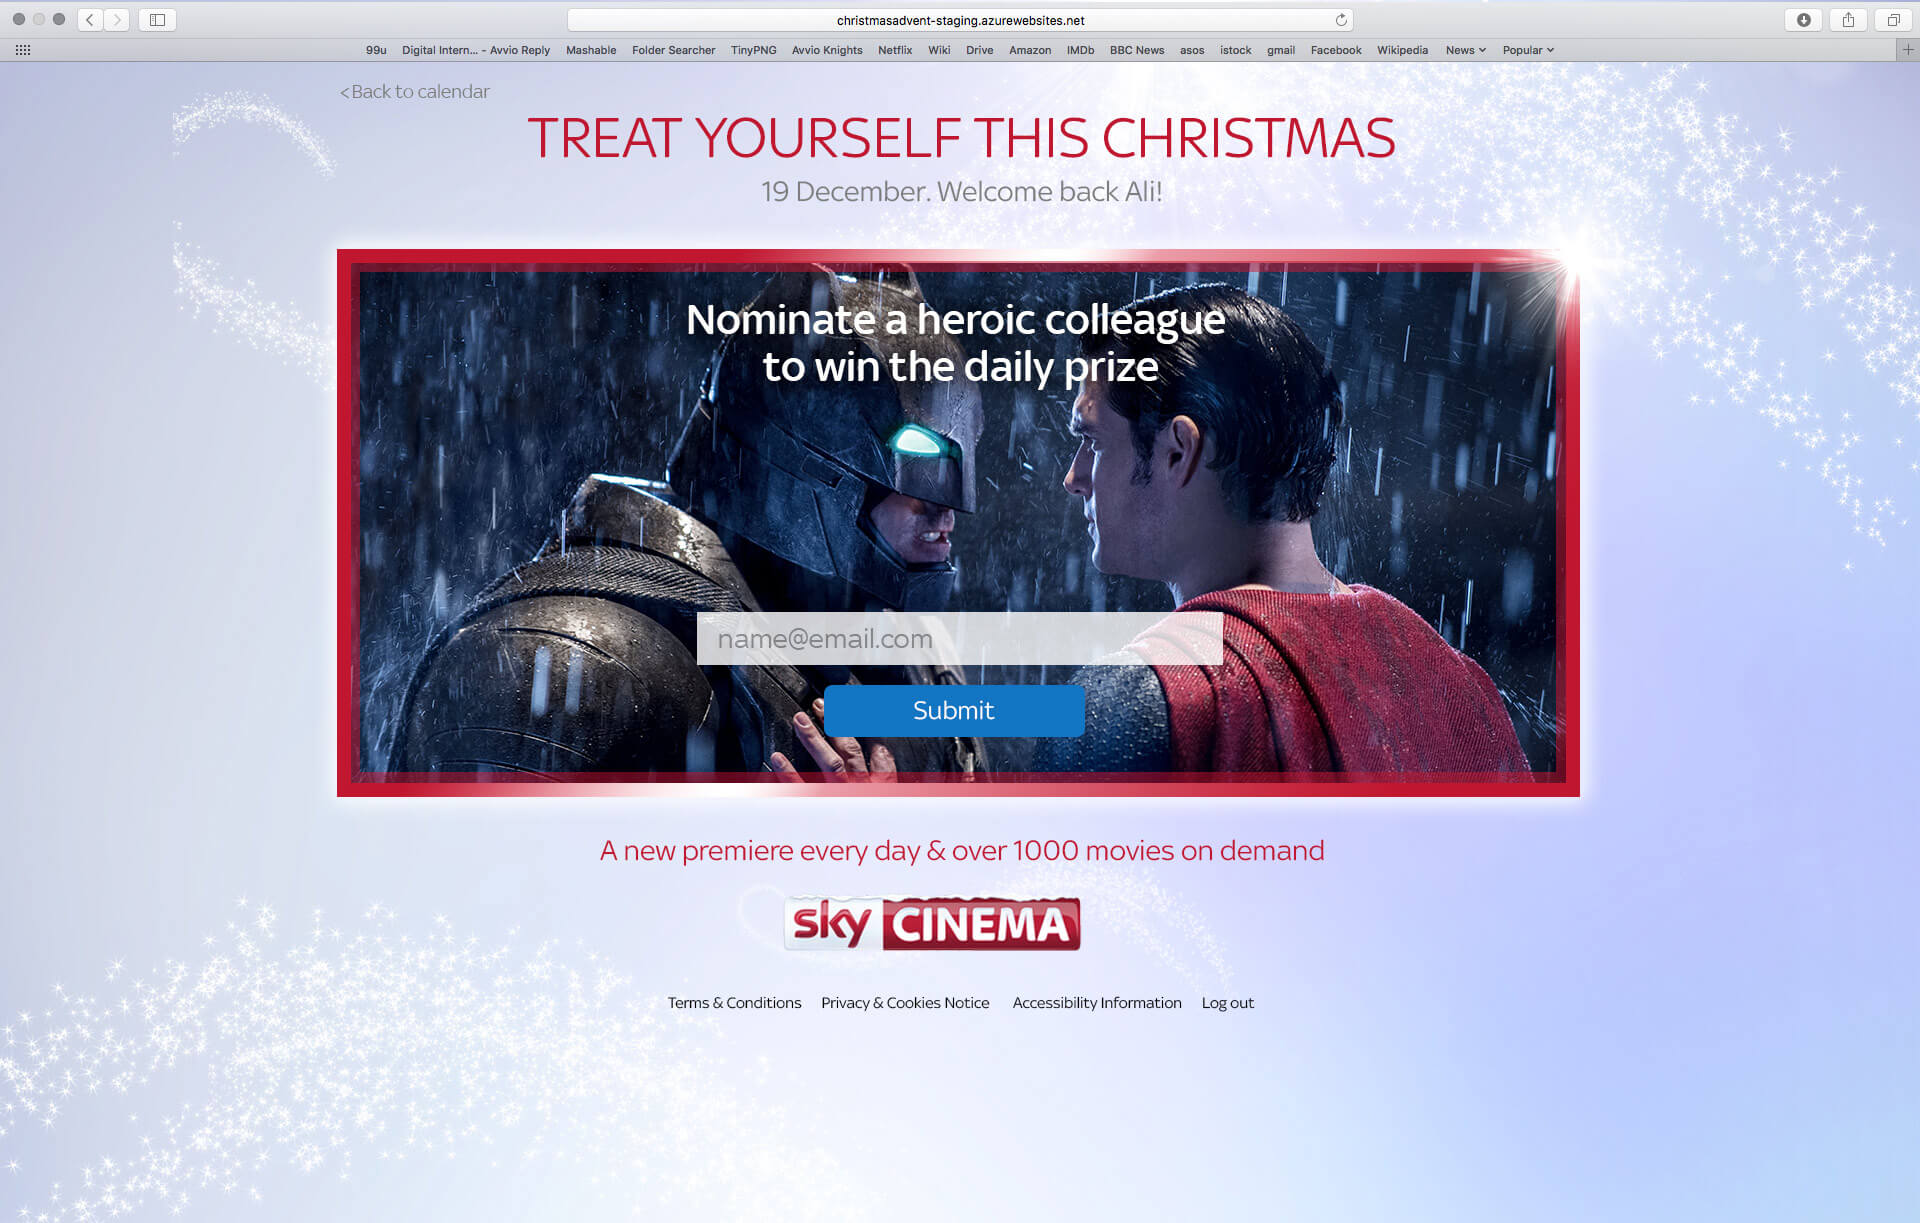 christmasadvent-staging.azurewebsites.net
99u Digital Intern... - Avvio Reply Mashable Folder Searcher TinyPNG Avvio Knights Netflix Wiki Drive Amazon IMDb BBC News asos istock gmail Facebook Wikipedia News Popular
<Back to calendar
TREAT YOURSELF THIS CHRISTMAS
19 December. Welcome back Ali!
Nominate a heroic colleague
to win the daily prize
name@email.com
Submit
A new premiere every day & over 1000 movies on demand
sky CINEMA
Terms & Conditions Privacy & Cookies Notice Accessibility Information Log out